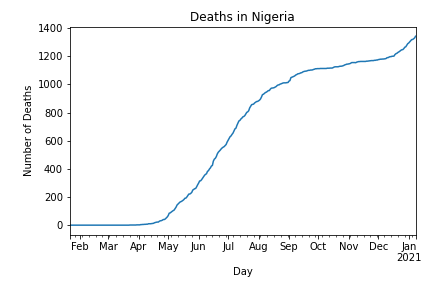 Deaths in Nigeria
1400
1200
1000
800
600
400
200
0
Number of Deaths
Feb Mar Apr May Jun Jul Aug Sep Oct Nov Dec Jan
2021
Day